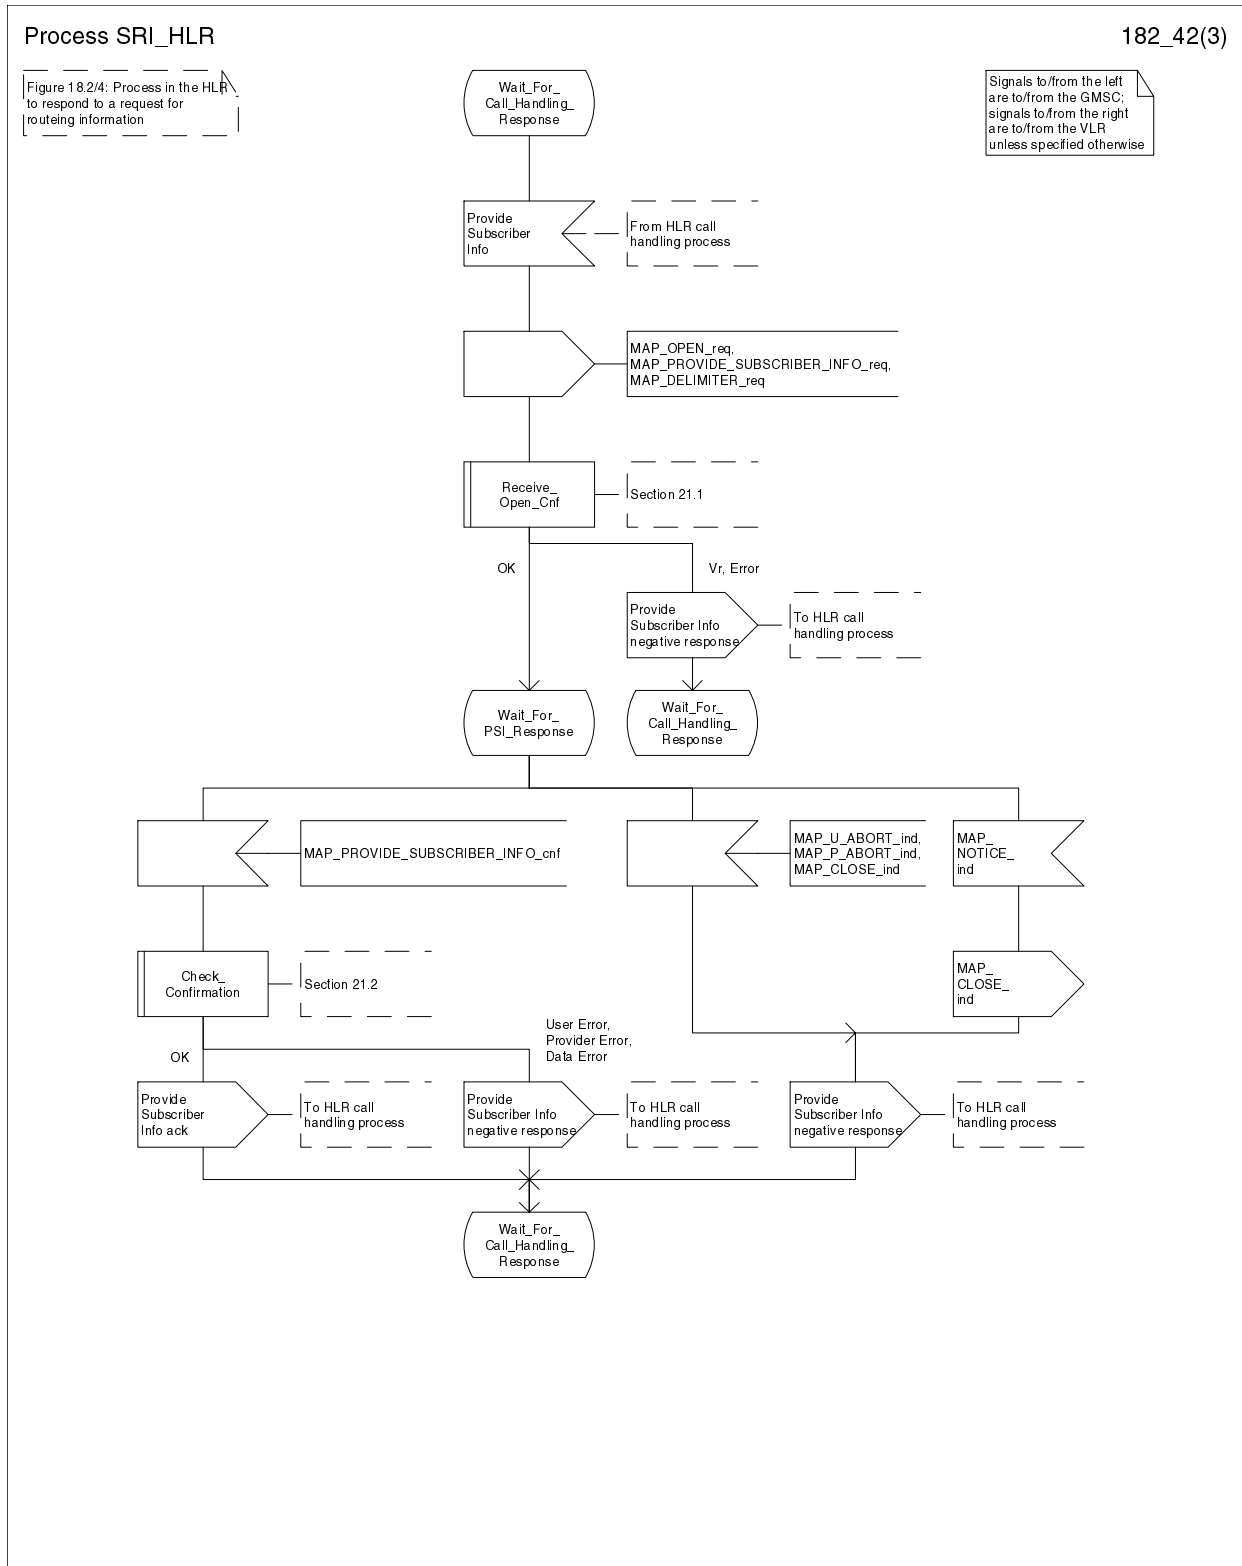 Process SRI_HLR
182_42(3)
Figure 18.2/4: Process in the HLR
to respond to a request for
routeing information
Wait_For_
Call_Handling_
Response
Signals to/from the left
are to/from the GMSC;
signals to/from the right
are to/from the VLR
unless specified otherwise
Provide
Subscriber
Info
From HLR call
handling process
MAP_OPEN_req,
MAP_PROVIDE_SUBSCRIBER_INFO_req,
MAP_DELIMITER_req
Receive_
Open_Cnf
Section 21.1
OK
Vr, Error
Provide
Subscriber Info
negative response
To HLR call
handling process
Wait_For_
PSI_Response
Wait_For_
Call_Handling_
Response
MAP_PROVIDE_SUBSCRIBER_INFO_cnf
MAP_U_ABORT_ind,
MAP_P_ABORT_ind,
MAP_CLOSE_ind
MAP_
NOTICE_
ind
Check_
Confirmation
Section 21.2
MAP_
CLOSE_
ind
OK
User Error,
Provider Error,
Data Error
Provide
Subscriber
Info ack
To HLR call
handling process
Provide
Subscriber Info
negative response
To HLR call
handling process
Provide
Subscriber Info
negative response
To HLR call
handling process
Wait_For_
Call_Handling_
Response